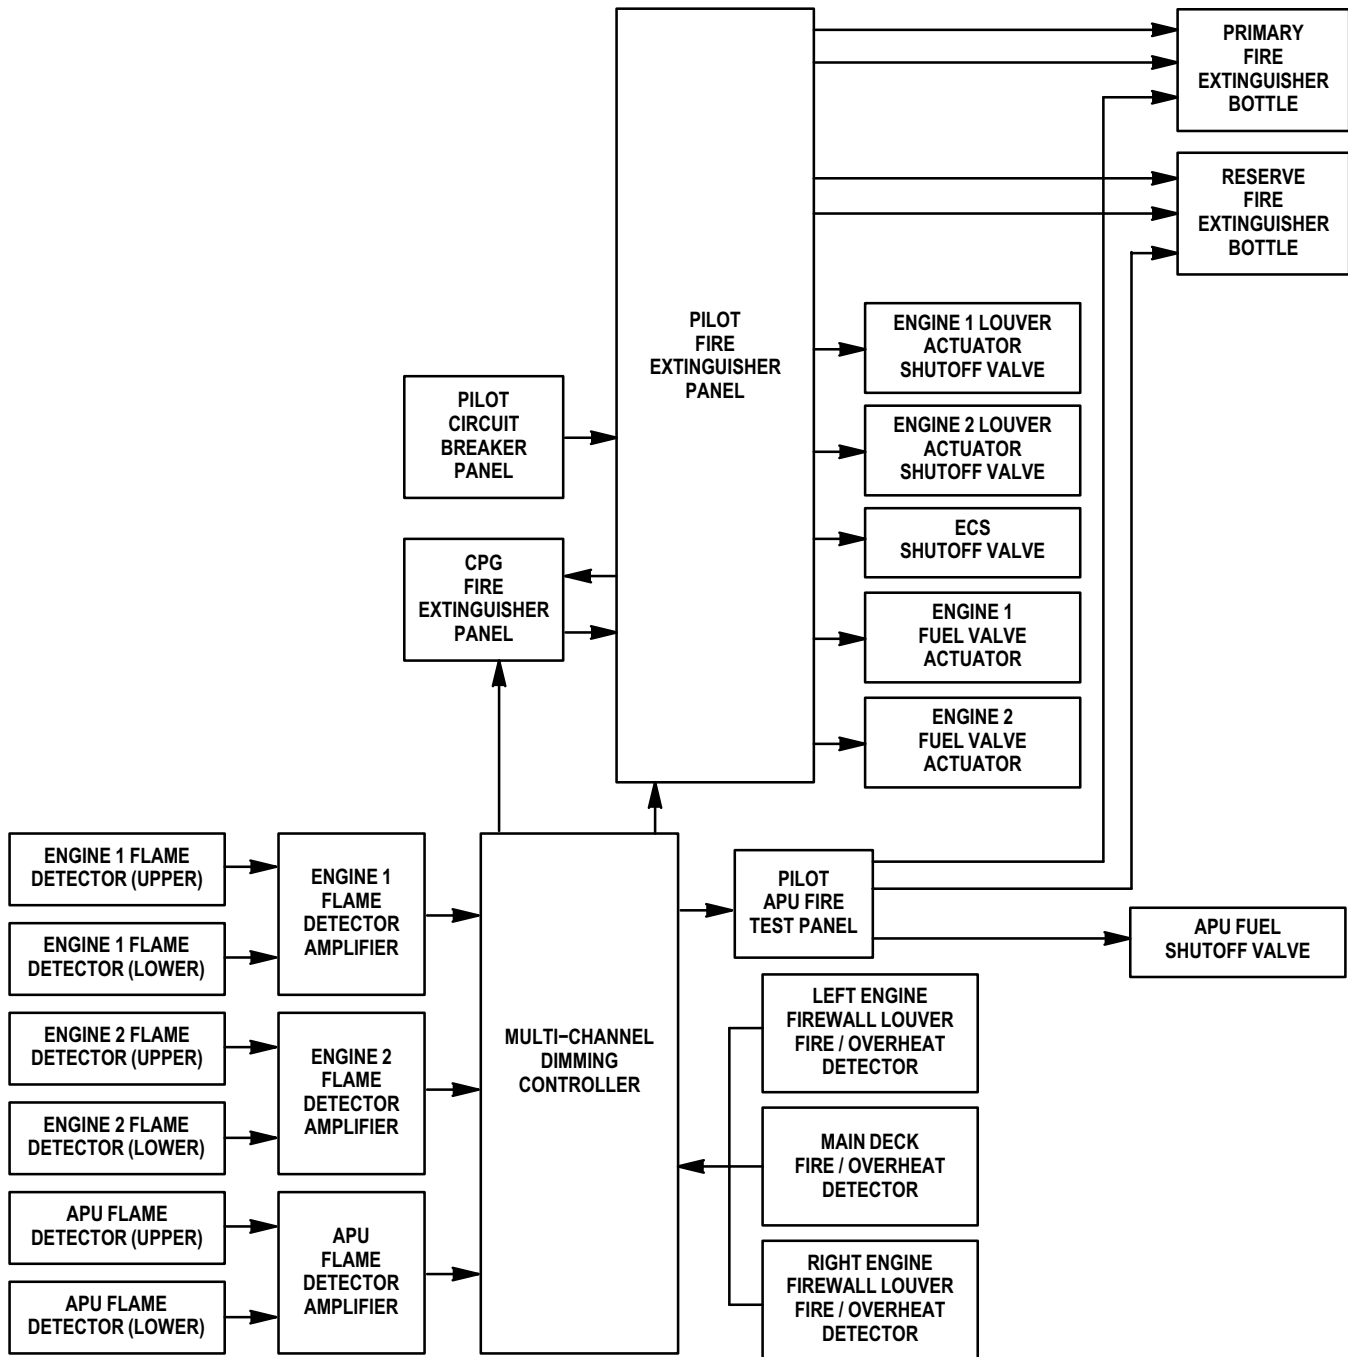 PRIMARY
FIRE
EXTINGUISHER
BOTTLE
RESERVE
FIRE
EXTINGUISHER
BOTTLE
PILOT
FIRE
EXTINGUISHER
PANEL
ENGINE 1 LOUVER
ACTUATOR
SHUTOFF VALVE
PILOT
CIRCUIT
BREAKER
PANEL
ENGINE 2 LOUVER
ACTUATOR
SHUTOFF VALVE
ECS
SHUTOFF VALVE
CPG
FIRE
EXTINGUISHER
PANEL
ENGINE 1
FUEL VALVE
ACTUATOR
ENGINE 2
FUEL VALVE
ACTUATOR
ENGINE 1 FLAME
DETECTOR (UPPER)
ENGINE 1 FLAME
DETECTOR (LOWER)
ENGINE 1
FLAME
DETECTOR
AMPLIFIER
PILOT
APU FIRE
TEST PANEL
APU FUEL
SHUTOFF VALVE
ENGINE 2 FLAME
DETECTOR (UPPER)
ENGINE 2 FLAME
DETECTOR (LOWER)
ENGINE 2
FLAME
DETECTOR
AMPLIFIER
MULTI−CHANNEL
DIMMING
CONTROLLER
LEFT ENGINE
FIREWALL LOUVER
FIRE / OVERHEAT
DETECTOR
MAIN DECK
FIRE / OVERHEAT
DETECTOR
APU FLAME
DETECTOR (UPPER)
APU FLAME
DETECTOR (LOWER)
APU
FLAME
DETECTOR
AMPLIFIER
RIGHT ENGINE
FIREWALL LOUVER
FIRE / OVERHEAT
DETECTOR